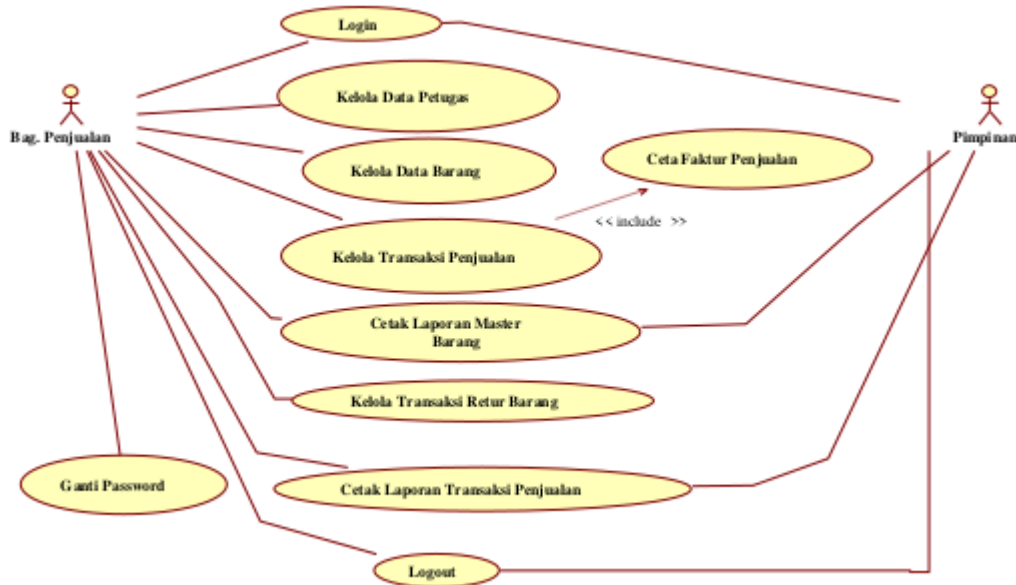 Login
Kelola Data Petugas
Bag. Penjualan
Pimpinan
Ceta Faktur Penjualan
Kelola Data Barang
<< include >>
Kelola Transaksi Penjualan
Cetak Laporan Master
Barang
Kelola Transaksi Retur Barang
Ganti Password
Cetak Laporan Transaksi Penjualan
Logout